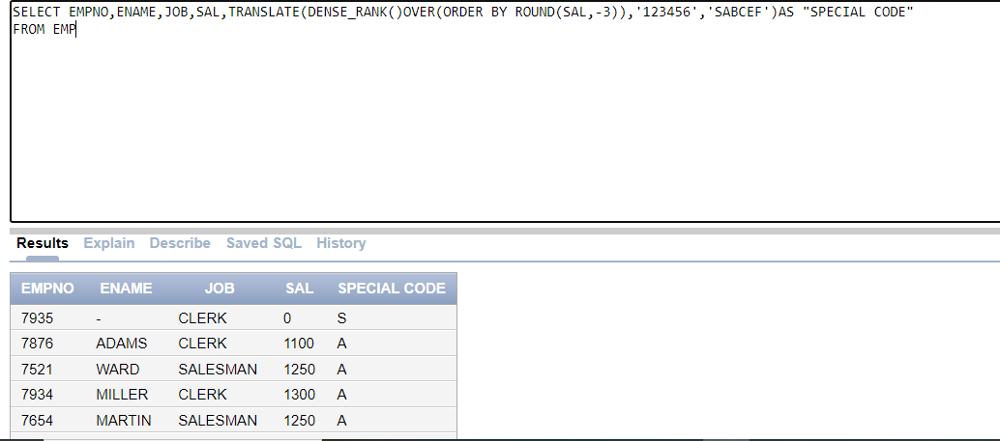 SELECT EMPNO,ENAME,JOB,SAL,TRANSLATE(DENSE_RANK()OVER(ORDER BY ROUND(SAL,-3)),'123456','SABCEF')AS "SPECIAL CODE"
FROM EMP
Results Explain Describe Saved SQL History
EMPNO ENAME JOB SAL SPECIAL CODE
7935 - CLERK 0 S
7876 ADAMS CLERK 1100 A
7521 WARD SALESMAN 1250 A
7934 MILLER CLERK 1300 A
7654 MARTIN SALESMAN 1250 A